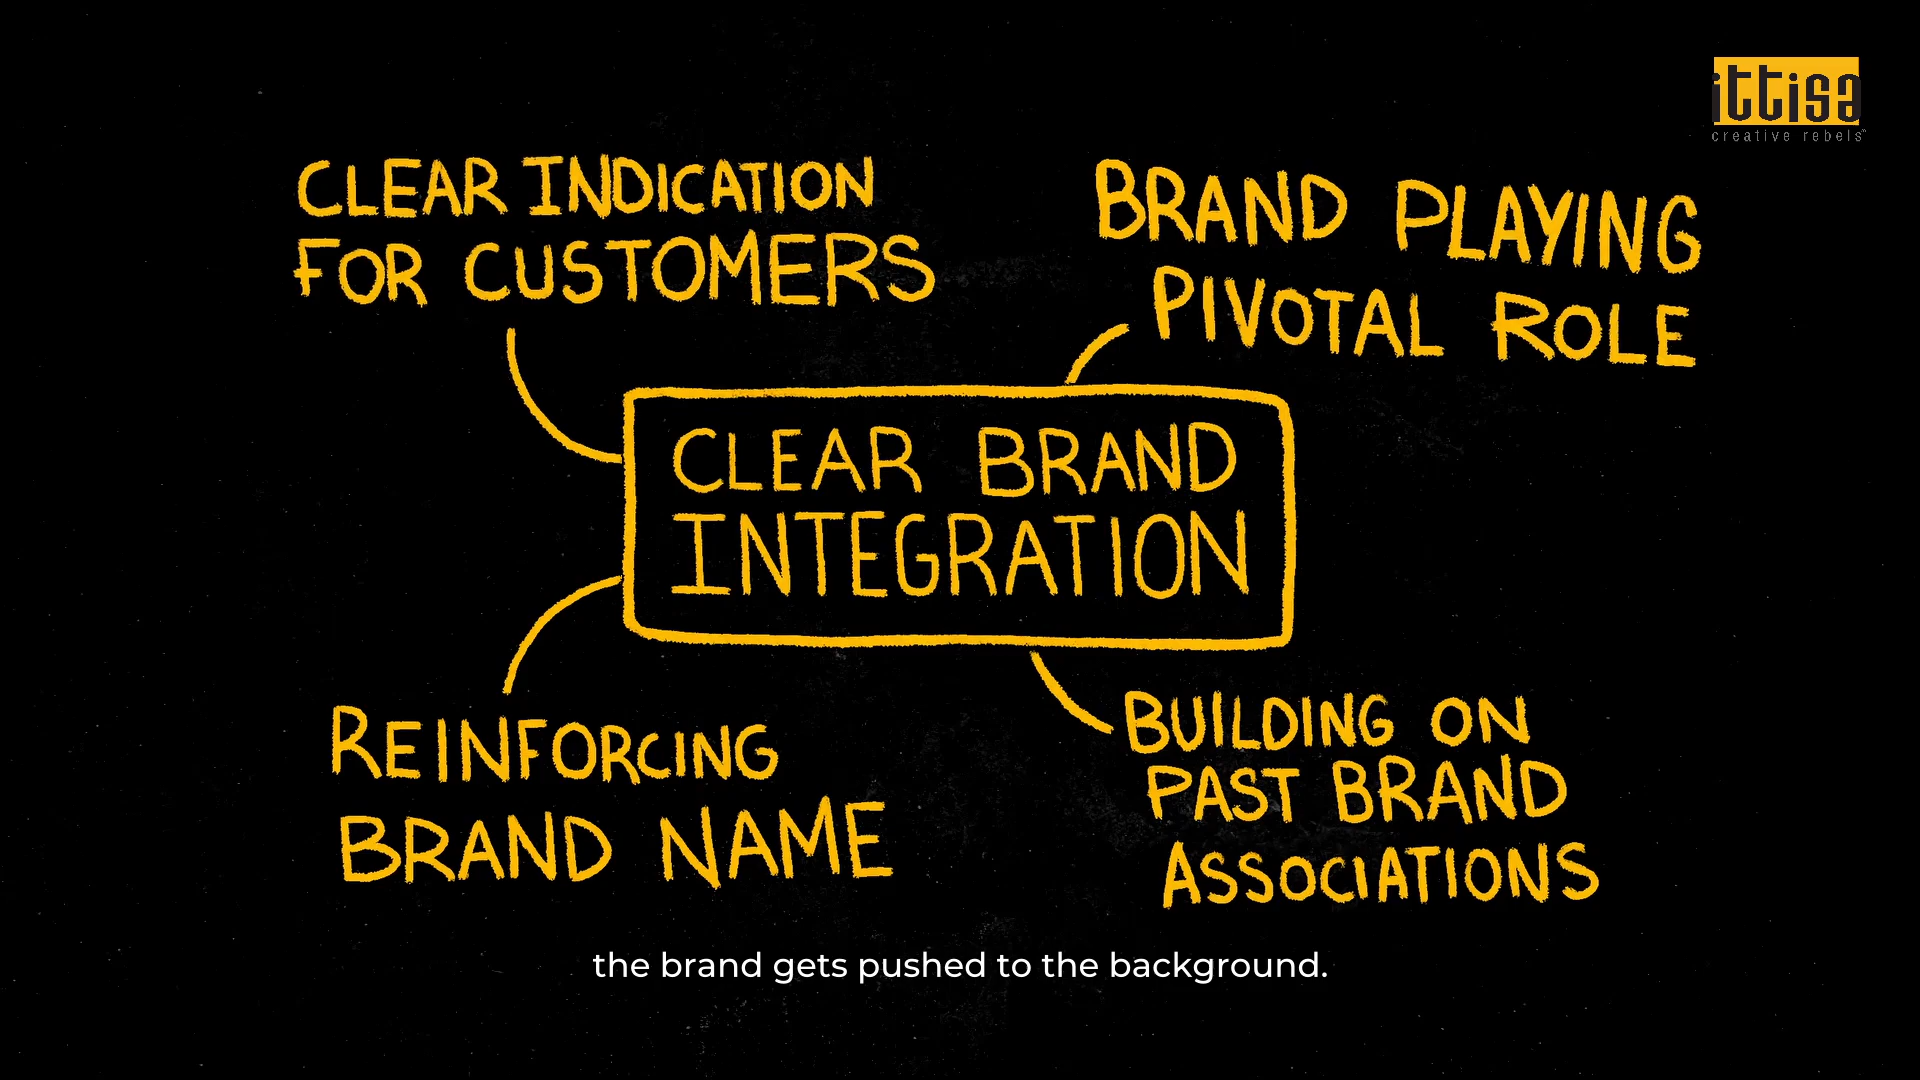 ittisa
creative rebels
CLEAR INDICATION
FOR CUSTOMERS
BRAND PLAYING
PIVOTAL ROLE
CLEAR BRAND
INTEGRATION
REINFORCING
BRAND NAME
BUILDING ON
PAST BRAND
ASSOCIATIONS
the brand gets pushed to the background.